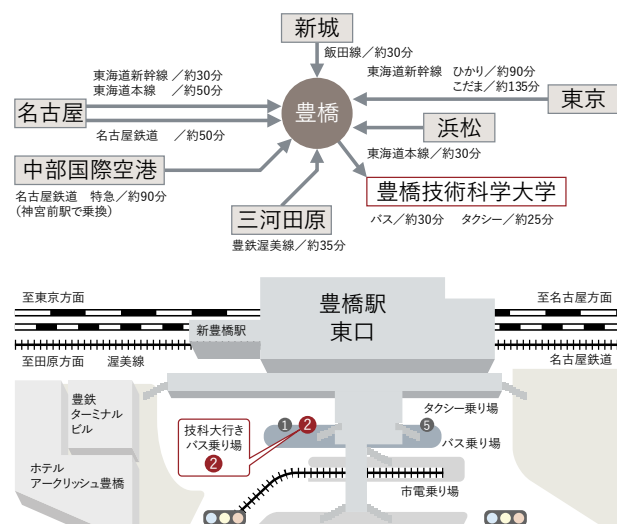 新城
飯田線／約30分
東海道新幹線／約30分
東海道本線　／約50分
東海道新幹線　ひかり／約90分
こだま／約135分
名古屋
豊橋
東京
名古屋鉄道　／約50分
浜松
東海道本線／約30分
中部国際空港
名古屋鉄道　特急／約90分
（神宮前駅で乗換）
豊橋技術科学大学
バス／約30分　タクシー／約25分
三河田原
豊鉄渥美線／約35分
至東京方面
豊橋駅
東口
至名古屋方面
新豊橋駅
至田原方面　渥美線
名古屋鉄道
豊鉄
ターミナル
ビル
タクシー乗り場
技科大行き
バス乗り場
2
1
2
5
バス乗り場
ホテル
アークリッシュ豊橋
市電乗り場